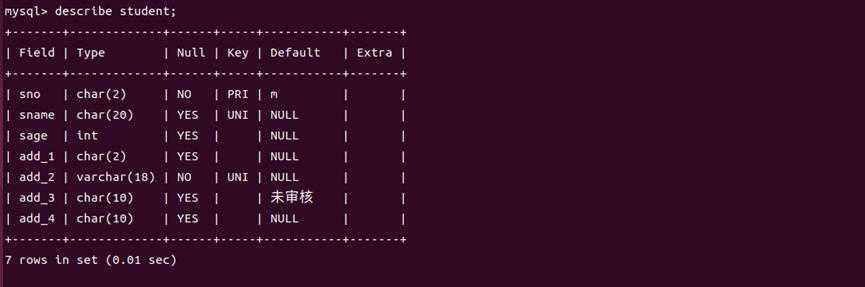 mysql> describe student;
+-------+-------------+------+-----+-----------+-------+
| Field | Type        | Null | Key | Default   | Extra |
+-------+-------------+------+-----+-----------+-------+
| sno   | char(2)     | NO   | PRI | m         |       |
| sname | char(20)    | YES  | UNI | NULL      |       |
| sage  | int         | YES  |     | NULL      |       |
| add_1 | char(2)     | YES  |     | NULL      |       |
| add_2 | varchar(18) | NO   | UNI | NULL      |       |
| add_3 | char(10)    | YES  |     | 未审核    |       |
| add_4 | char(10)    | YES  |     | NULL      |       |
+-------+-------------+------+-----+-----------+-------+
7 rows in set (0.01 sec)